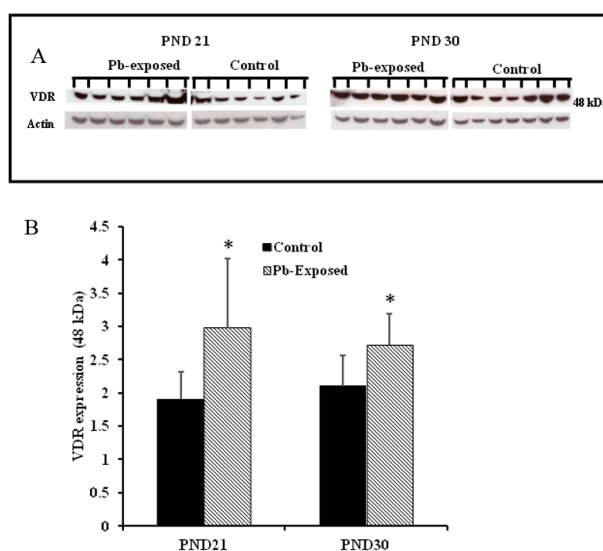 PND 21 PND 30
A
Pb-exposed Control Pb-exposed Control
VDR
48 kDa
Actin
B
4.5
4
3.5
3
2.5
2
1.5
1
0.5
0
VDR expression (48 kDa)
* *
Control
Pb-Exposed
PND21 PND30